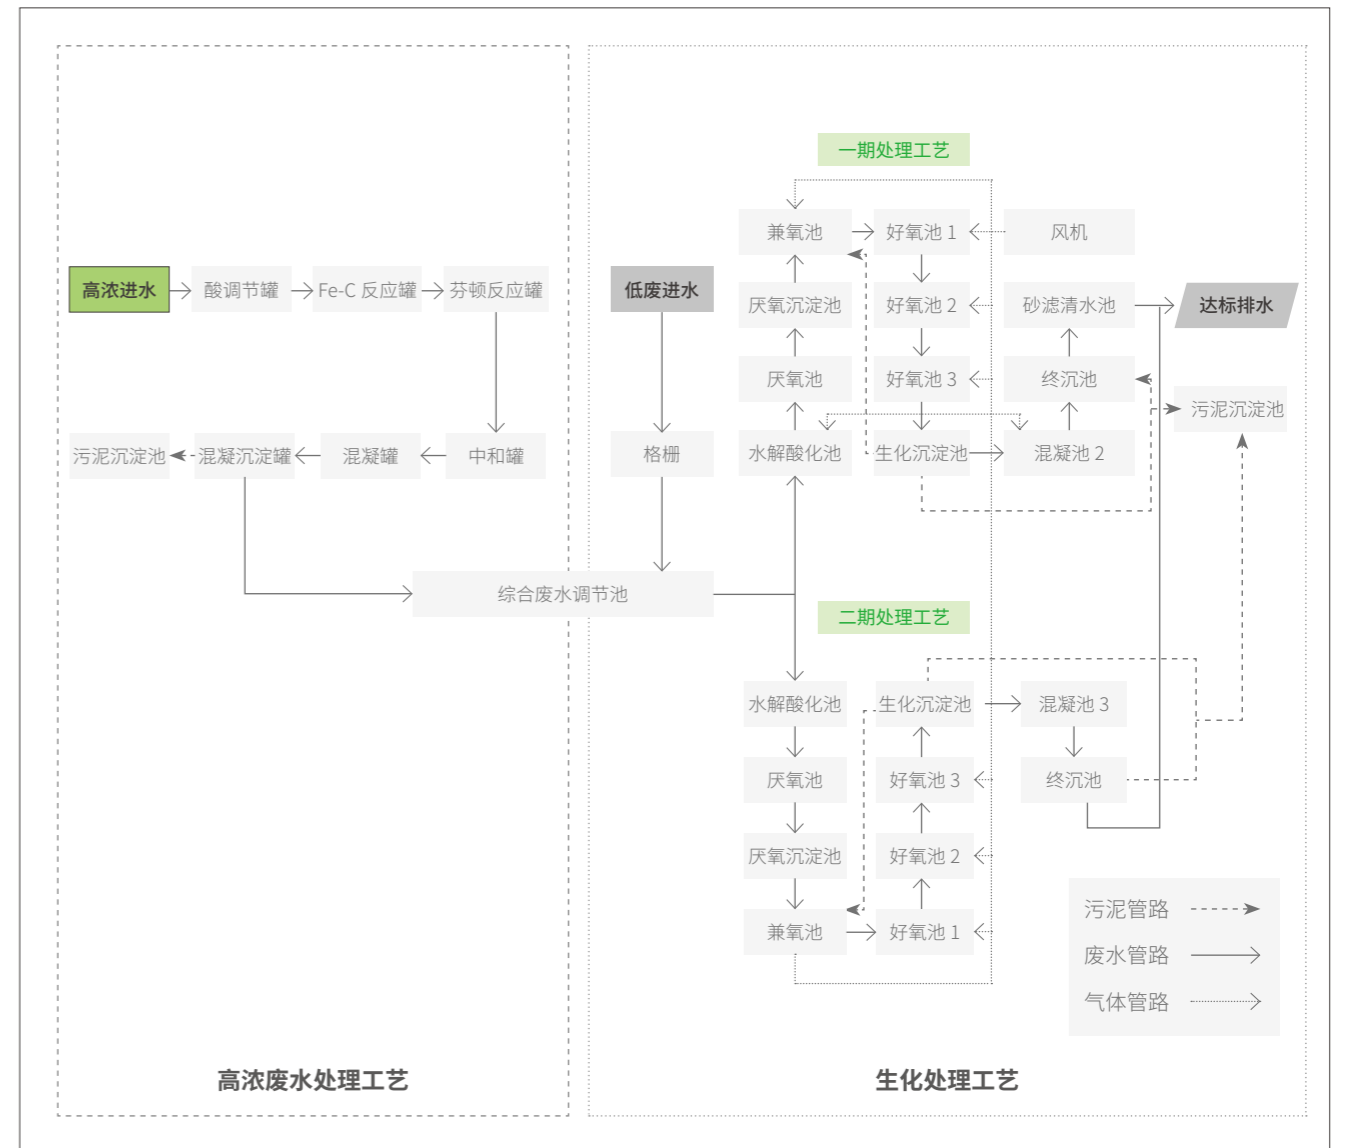 一期处理工艺
兼氧池
好氧池 1
风机
高浓进水
酸调节罐
Fe-C 反应罐
芬顿反应罐
低废进水
厌氧沉淀池
好氧池 2
砂滤清水池
达标排水
厌氧池
好氧池 3
终沉池
污泥沉淀池
污泥沉淀池
混凝沉淀罐
混凝罐
中和罐
格栅
水解酸化池
生化沉淀池
混凝池 2
综合废水调节池
二期处理工艺
水解酸化池
生化沉淀池
混凝池 3
厌氧池
好氧池 3
终沉池
厌氧沉淀池
好氧池 2
兼氧池
好氧池 1
污泥管路
废水管路
气体管路
高浓废水处理工艺
生化处理工艺